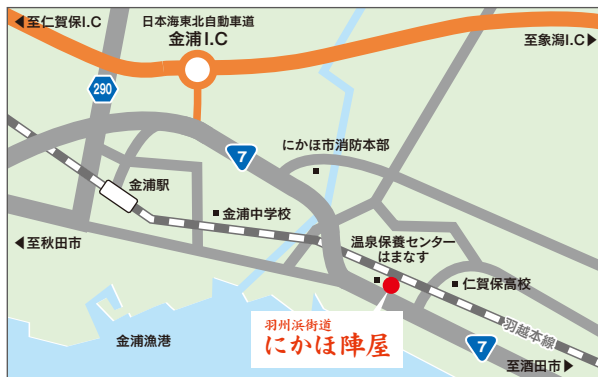 ◀至仁賀保I.C
日本海東北自動車道
金浦I.C
至象潟I.C▶
290
7
にかほ市消防本部
金浦駅
金浦中学校
◀至秋田市
温泉保養センター
はまなす
仁賀保高校
羽州浜街道
にかほ陣屋
羽越本線
金浦漁港
7
至酒田市▶